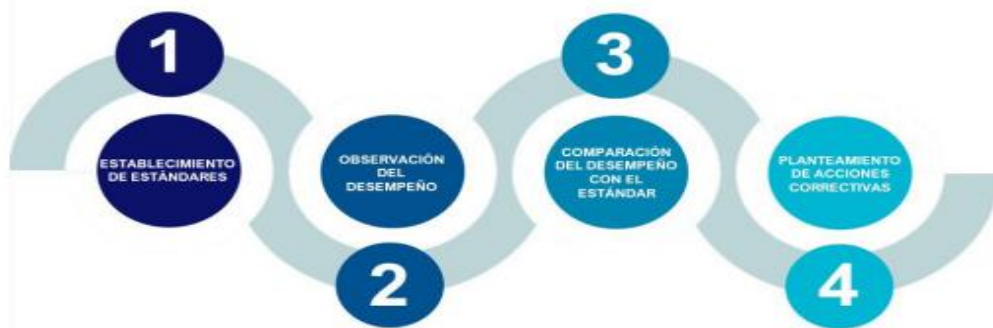 1
ESTABLECIMIENTO
DE ESTÁNDARES
OBSERVACIÓN
DEL
DESEMPEÑO
2
3
COMPARACIÓN
DEL DESEMPEÑO
CON EL
ESTÁNDAR
PLANTEAMIENTO
DE ACCIONES
CORRECTIVAS
4